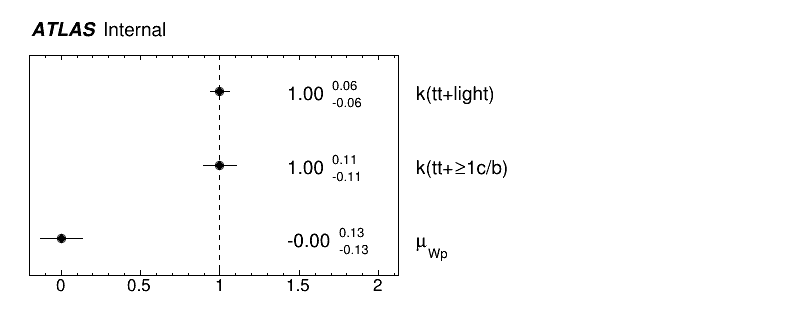 ATLAS Internal
1.00 0.06 -0.06 k(tt+light)
1.00 0.11 -0.11 k(tt+≥1c/b)
-0.00 0.13 -0.13 μWp
0 0.5 1 1.5 2